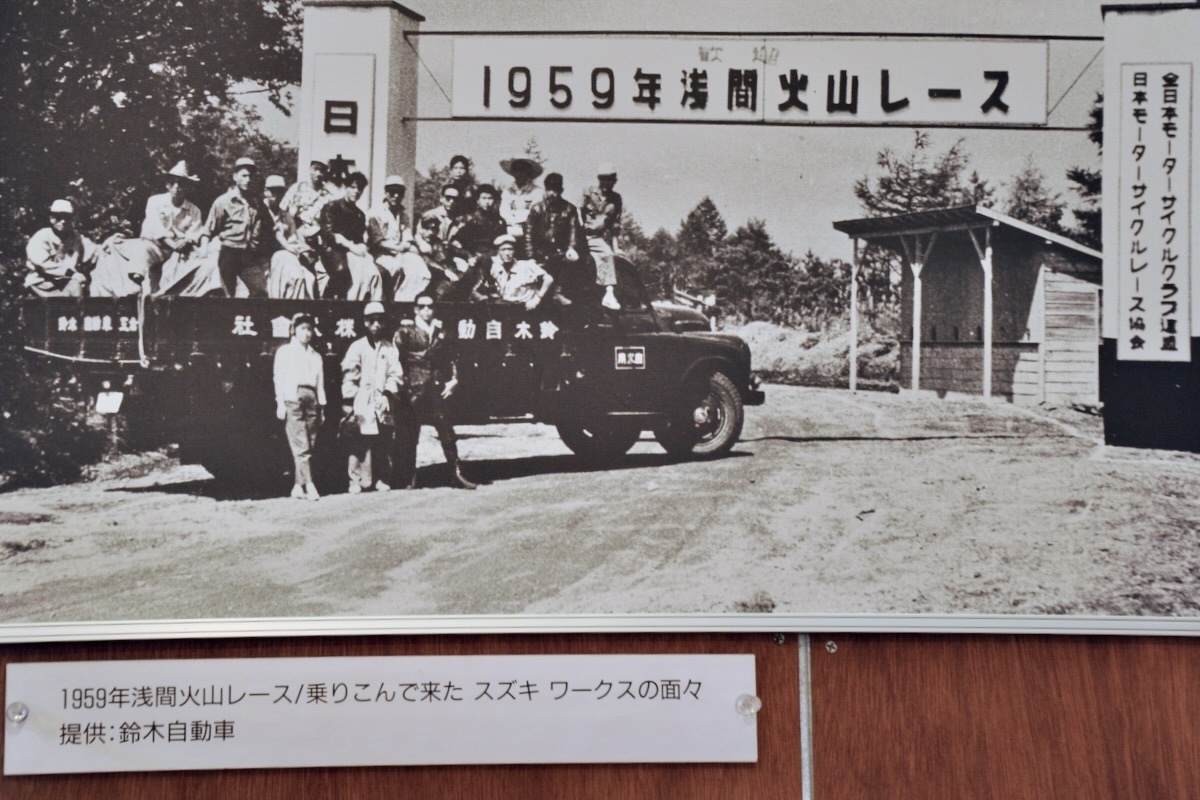 歓迎
1959年浅間火山レース
日本
全日本モーターサイクルクラブ連盟
日本モーターサイクルレース協会
鈴木自動
株
會社
1959年浅間火山レース/乗りこんで来た スズキ ワークスの面々
提供:鈴木自動車